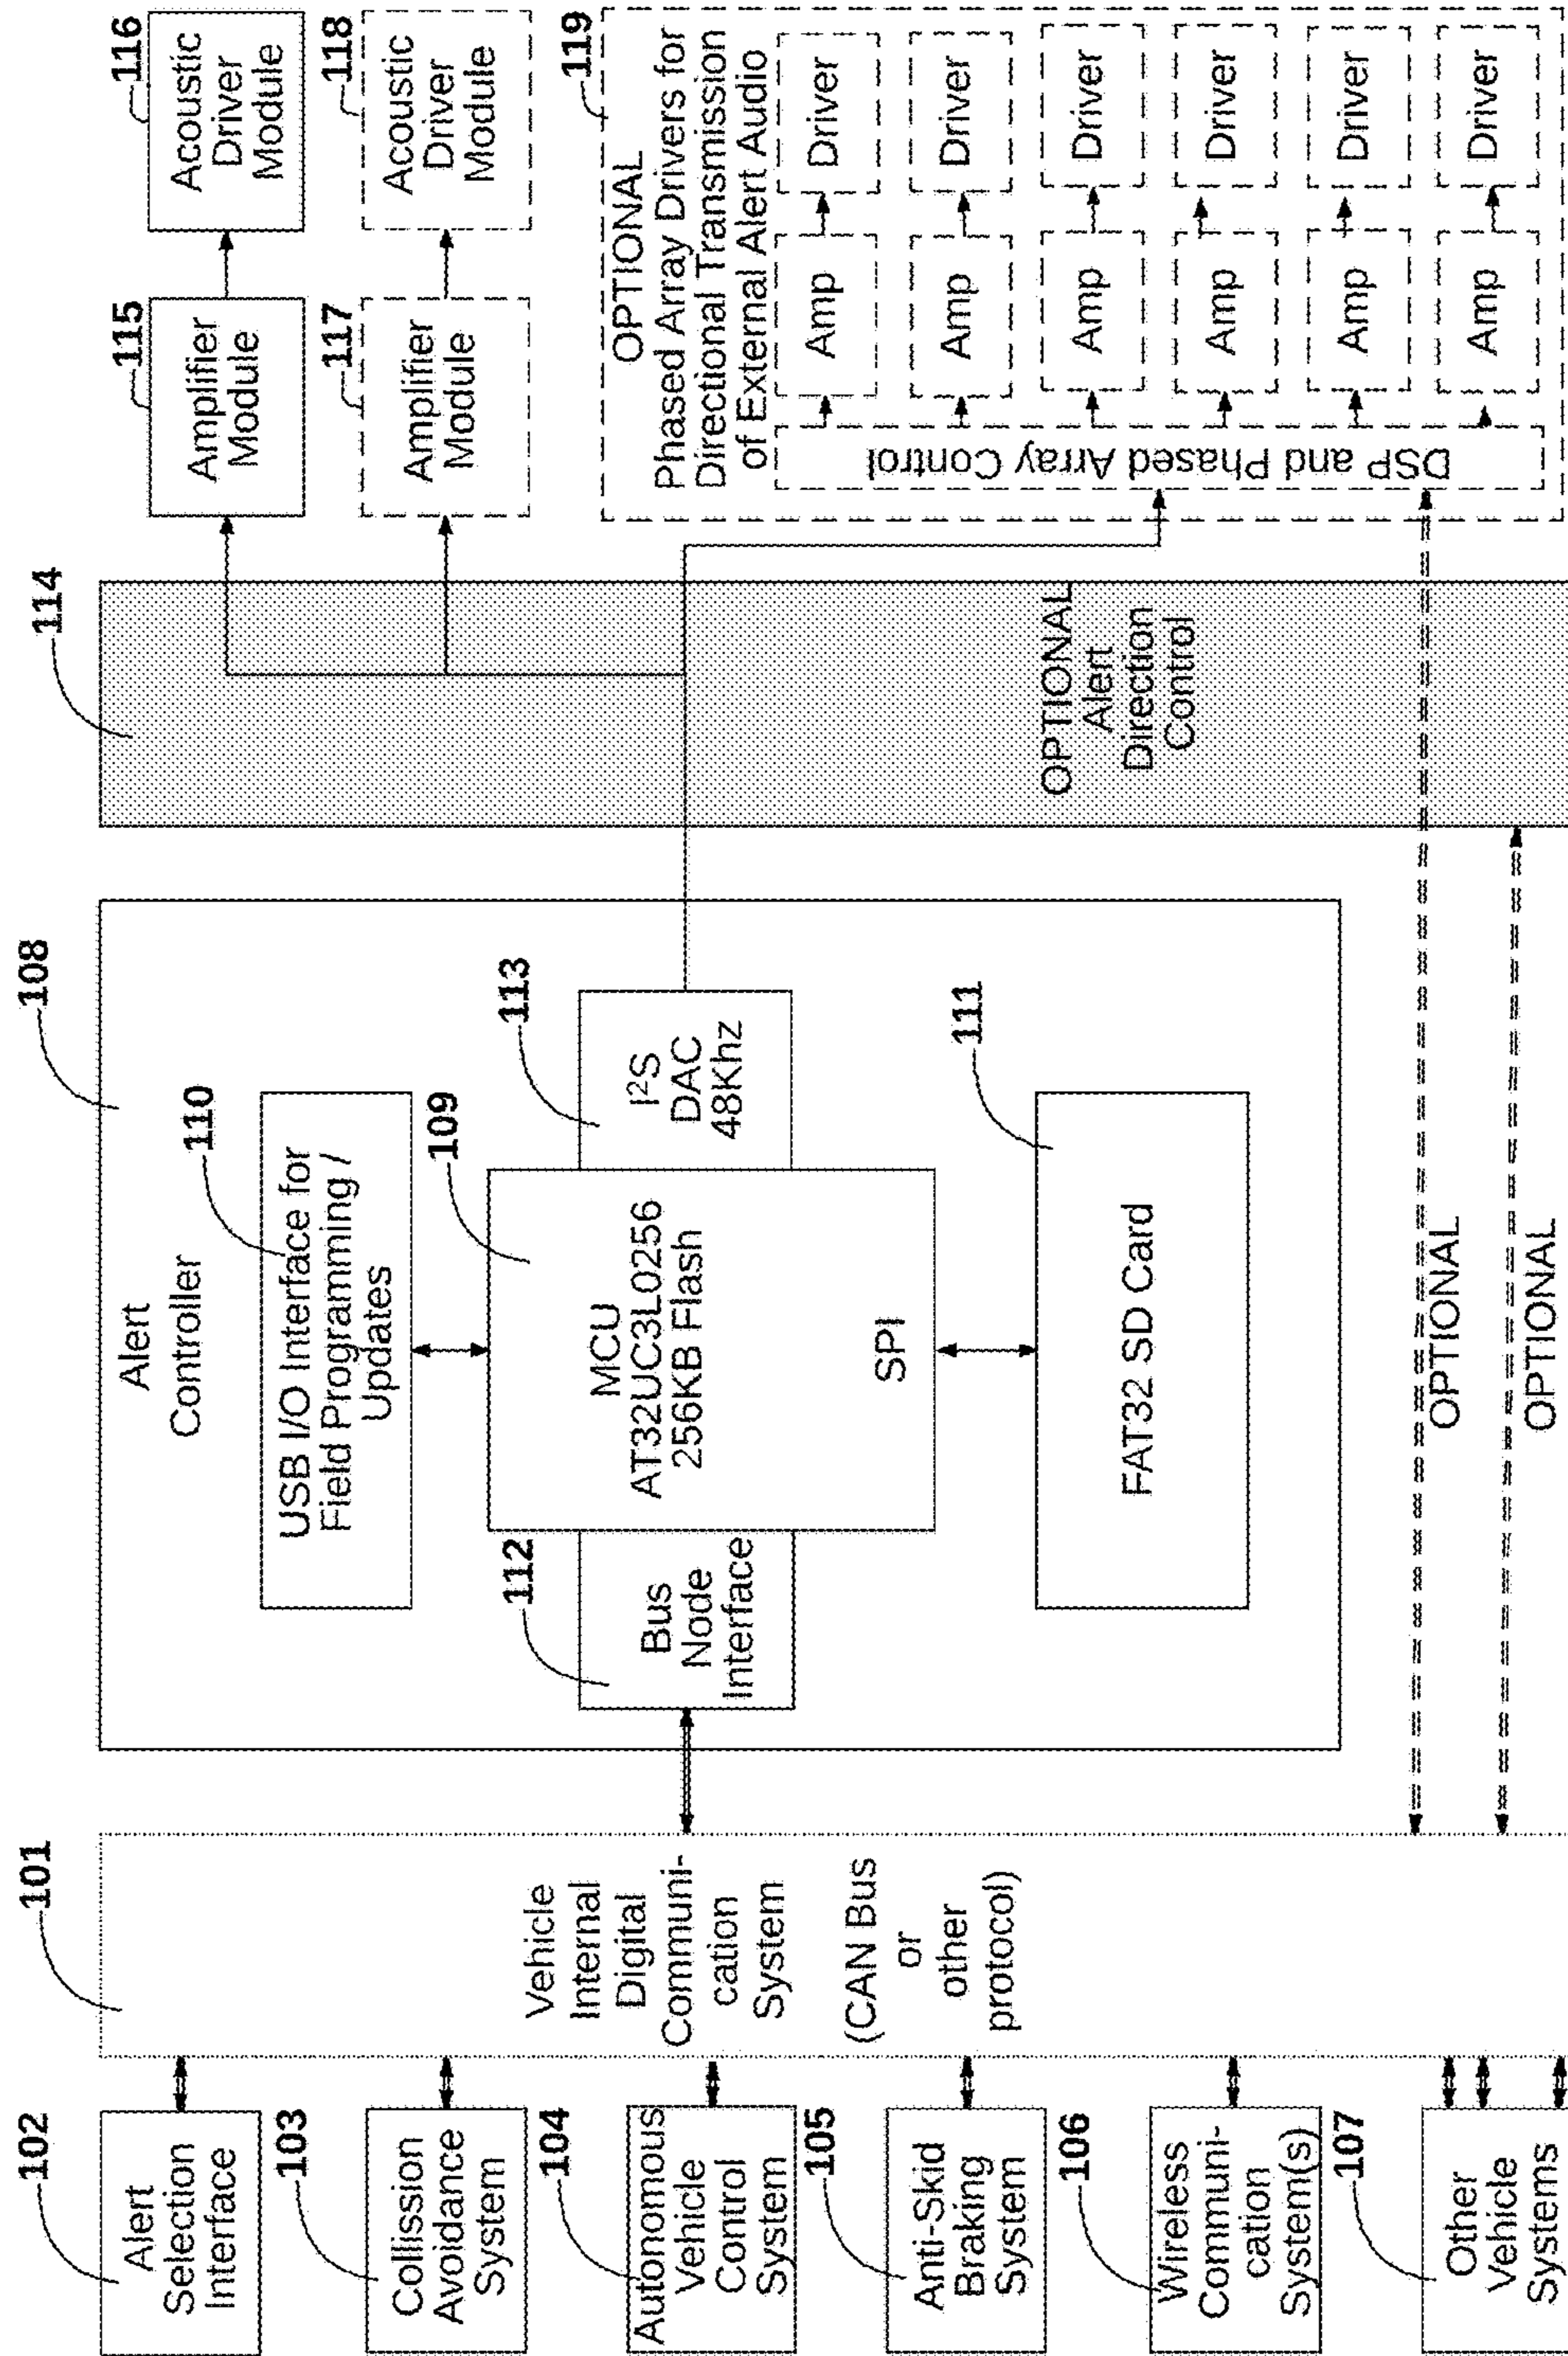 101
102
Alert
Selection
Interface
103
Collission
Avoidance
System
104
Autonomous
Vehicle
Control
System
105
Anti-Skid
Braking
System
106
Wireless
Communi-
cation
System(s)
107
Other
Vehicle
Systems
Vehicle
Internal
Digital
Communi-
cation
System
(CAN Bus
or
other
protocol)
108
Alert
Controller
110
USB I/O Interface for
Field Programming /
Updates
109
MCU
AT32UC3L0256
256KB Flash
SPI
112
Bus
Node
Interface
113
I²S
DAC
48Khz
111
FAT32 SD Card
OPTIONAL
OPTIONAL
114
OPTIONAL
Alert
Direction
Control
115
Amplifier
Module
116
Acoustic
Driver
Module
117
Amplifier
Module
118
Acoustic
Driver
Module
119
OPTIONAL
Phased Array Drivers for
Directional Transmission
of External Alert Audio
DSP and Phased Array Control
Amp
Driver
Amp
Driver
Amp
Driver
Amp
Driver
Amp
Driver
Amp
Driver